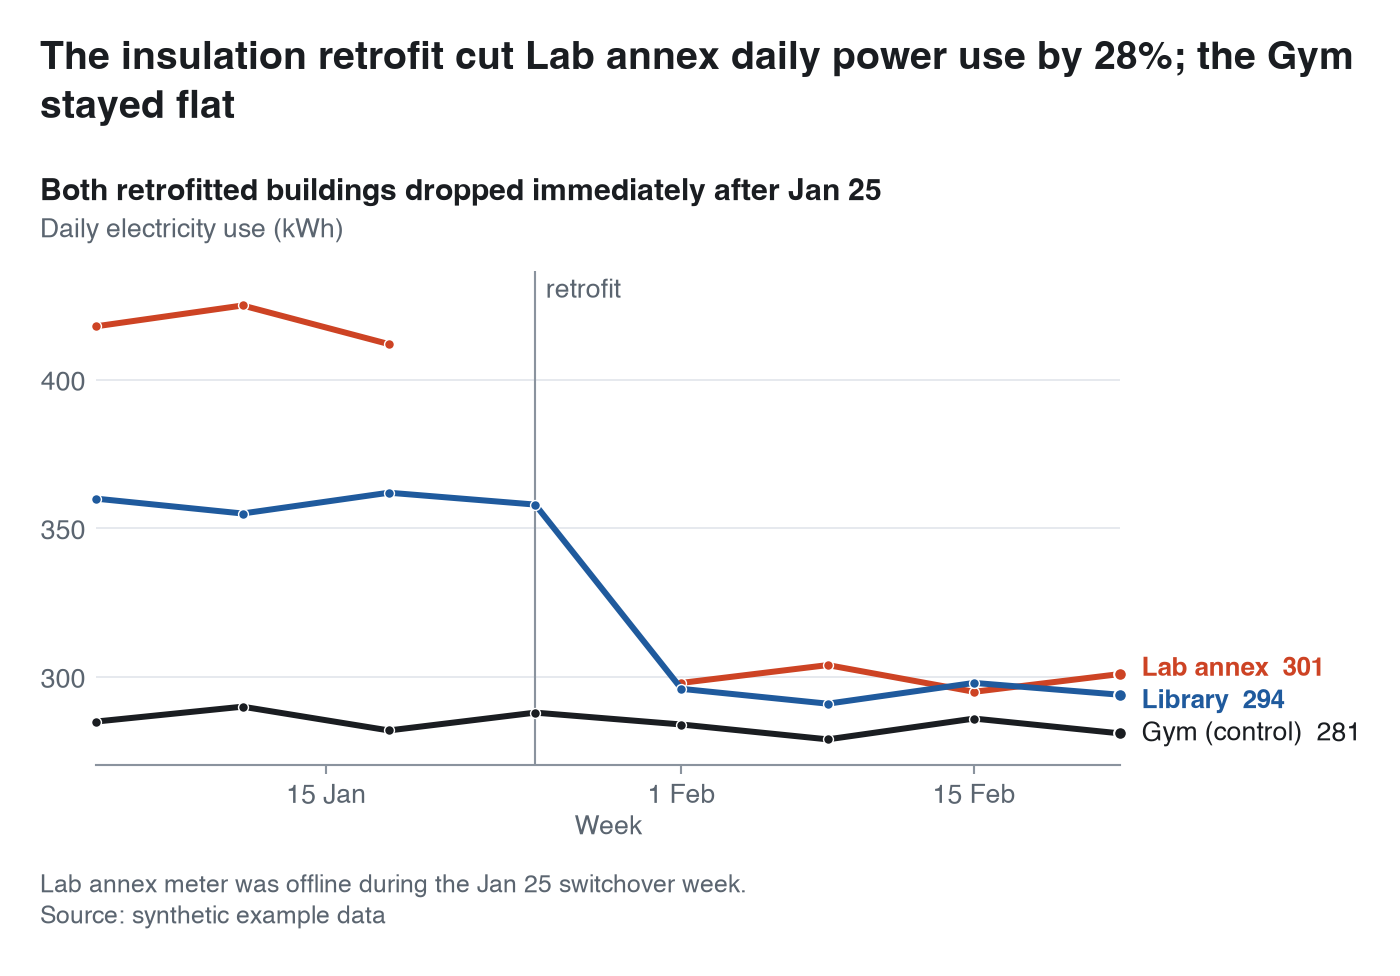 The insulation retrofit cut Lab annex daily power use by 28%; the Gym
stayed flat
Both retrofitted buildings dropped immediately after Jan 25
Daily electricity use (kWh)
retrofit
400
350
300
Lab annex 301
Library 294
Gym (control) 281
15 Jan
1 Feb
15 Feb
Week
Lab annex meter was offline during the Jan 25 switchover week.
Source: synthetic example data